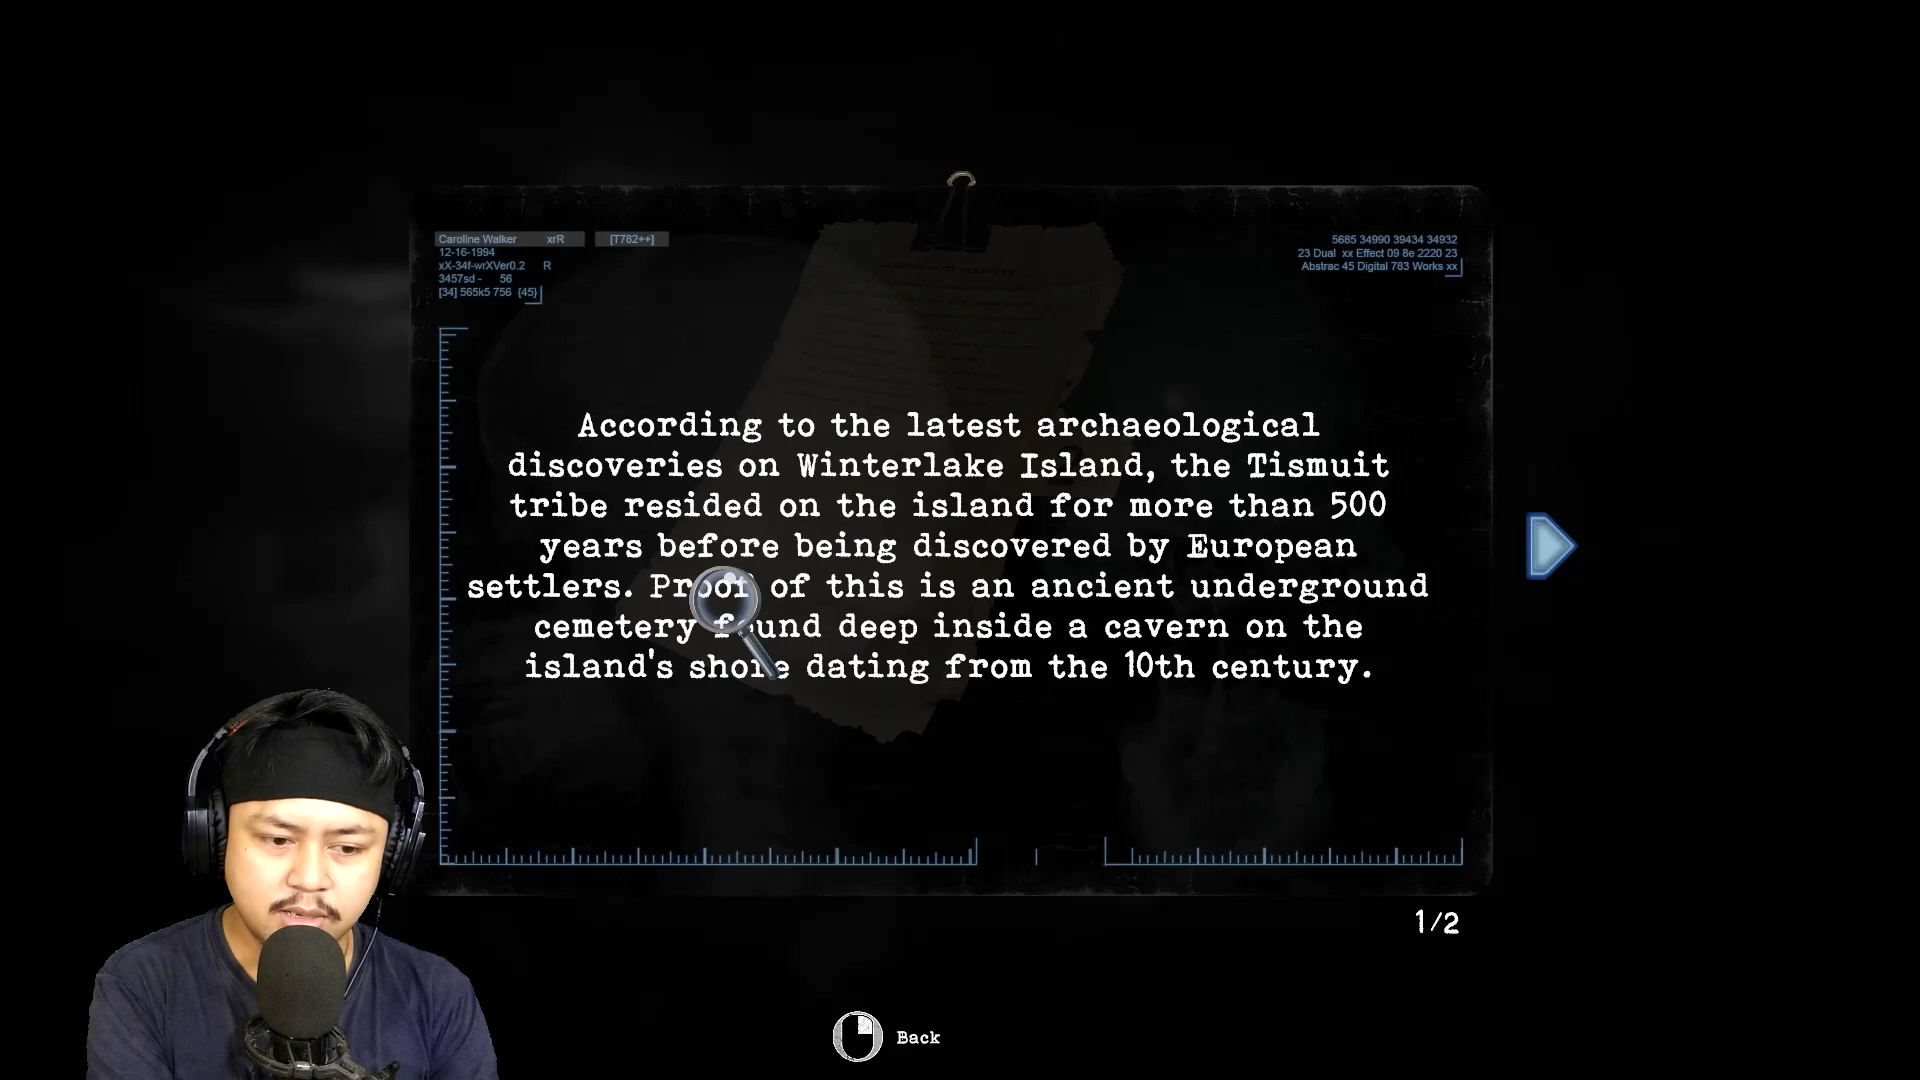 Caroline Walker xrR [T782++]
12-16-1994
xX-34f-wrXVer0.2 R
3457sd - 56
[34] 565k5 756 {45}
5685 34990 39434 34932
23 Dual xx Effect 09 8e 2220 23
Abstrac 45 Digital 783 Works xx
According to the latest archaeological
discoveries on Winterlake Island, the Tismuit
tribe resided on the island for more than 500
years before being discovered by European
settlers. Proof of this is an ancient underground
cemetery found deep inside a cavern on the
island's shore dating from the 10th century.
1/2
Back